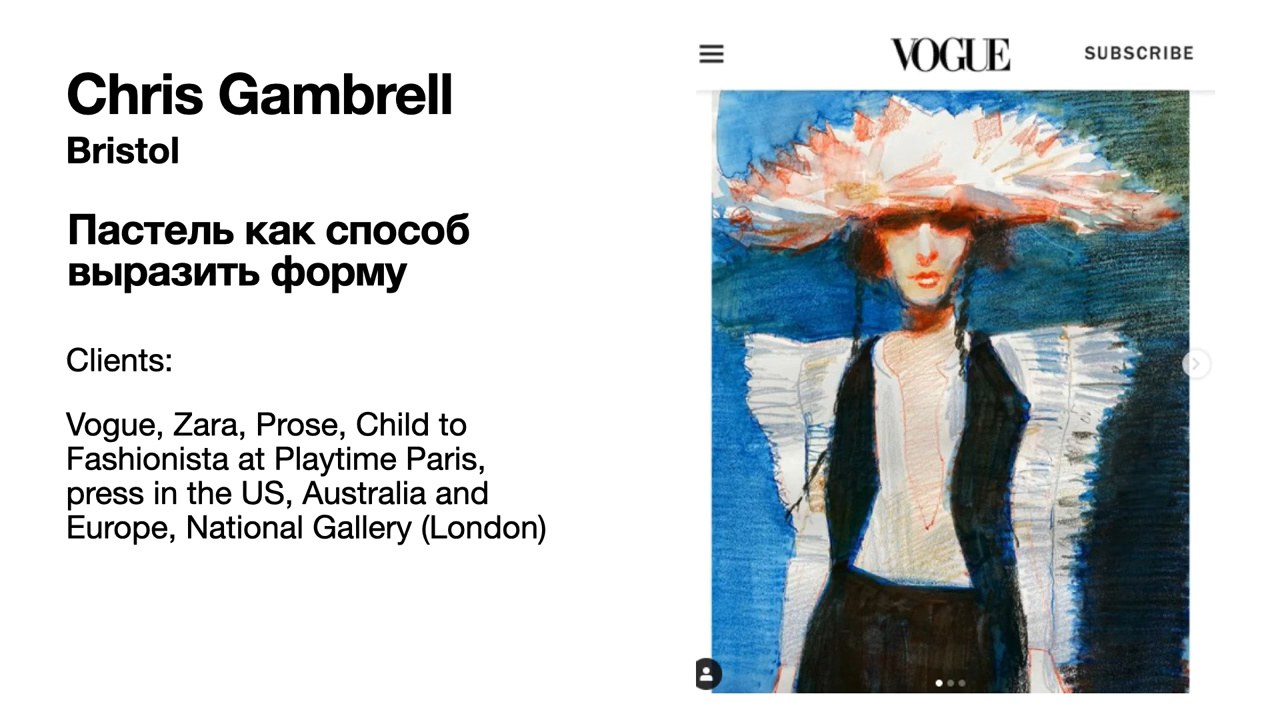 Chris Gambrell
Bristol
Пастель как способ
выразить форму
Clients:
Vogue, Zara, Prose, Child to
Fashionista at Playtime Paris,
press in the US, Australia and
Europe, National Gallery (London)
VOGUE
SUBSCRIBE